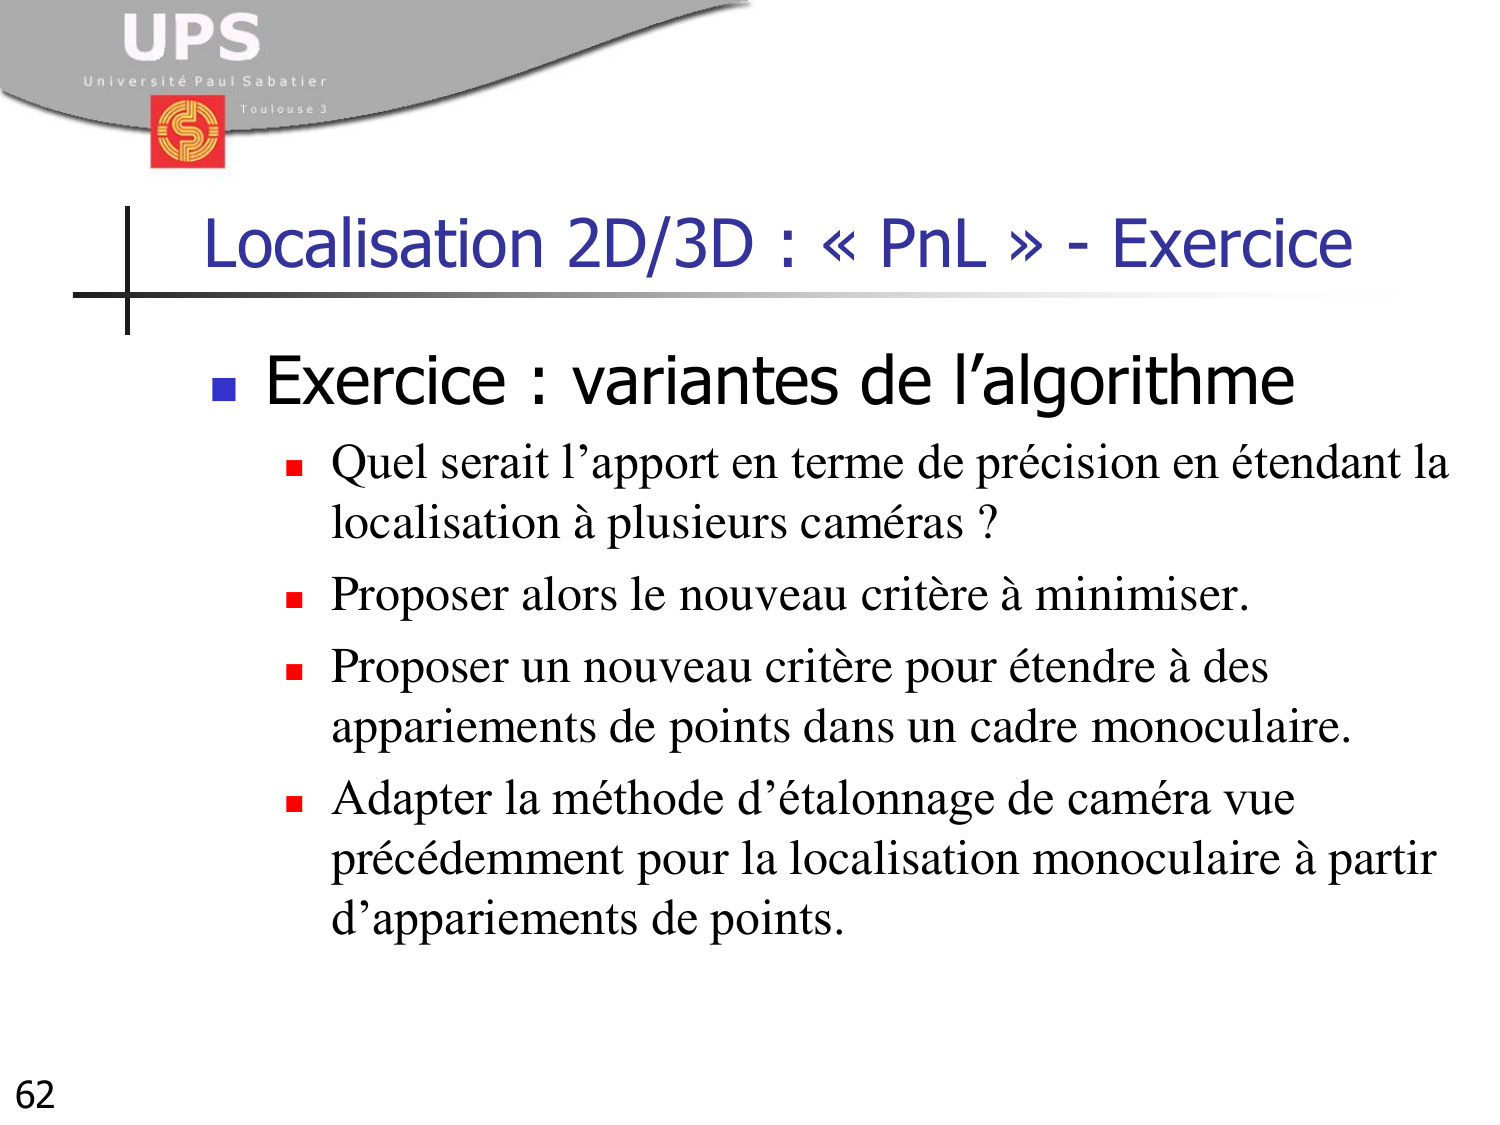 UPS
Université Paul Sabatier
Toulouse 3
Localisation 2D/3D : « PnL » - Exercice
Exercice : variantes de l’algorithme
Quel serait l’apport en terme de précision en étendant la
localisation à plusieurs caméras ?
Proposer alors le nouveau critère à minimiser.
Proposer un nouveau critère pour étendre à des
appariements de points dans un cadre monoculaire.
Adapter la méthode d’étalonnage de caméra vue
précédemment pour la localisation monoculaire à partir
d’appariements de points.
62